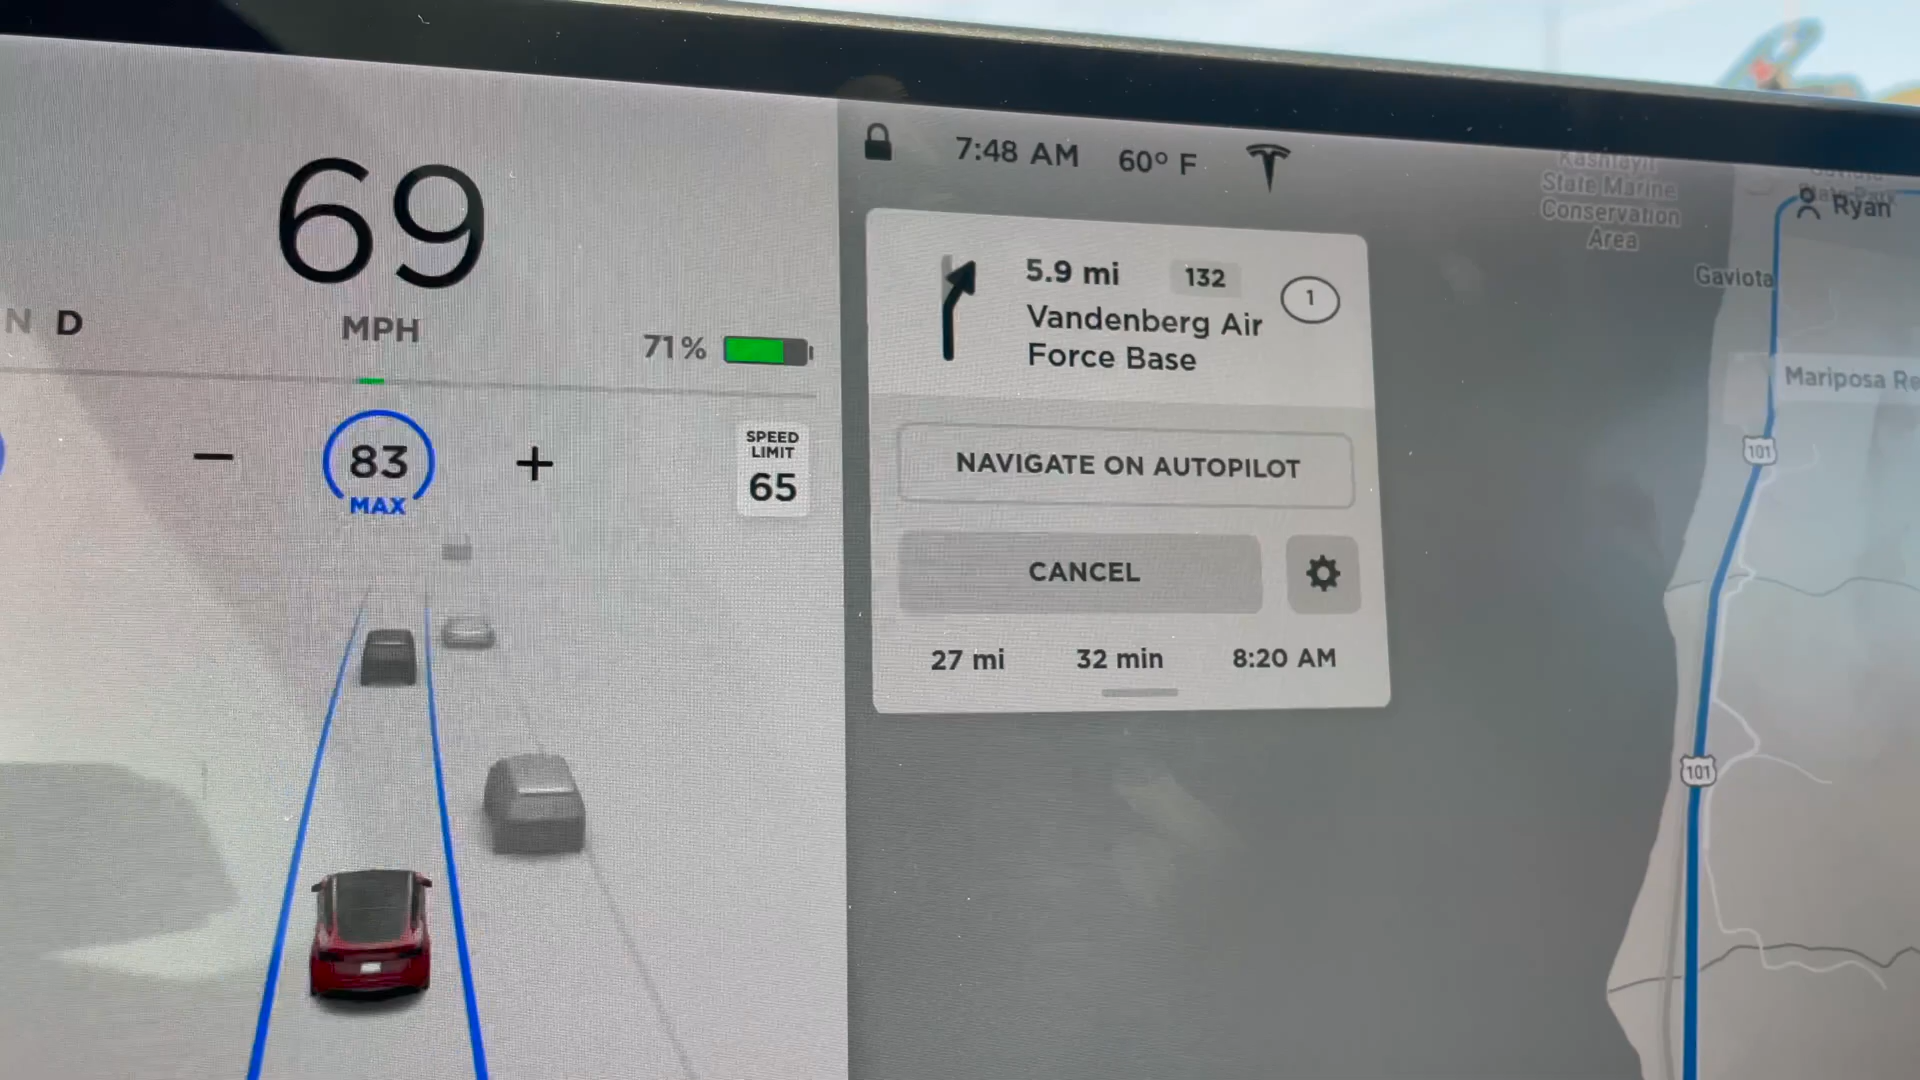 69
MPH
N D
71%
83
MAX
SPEED
LIMIT
65
7:48 AM 60° F
5.9 mi 132 1
Vandenberg Air
Force Base
NAVIGATE ON AUTOPILOT
CANCEL
27 mi 32 min 8:20 AM
State Marine
Conservation
Area
Ryan
Gaviota
Mariposa Re
101
101